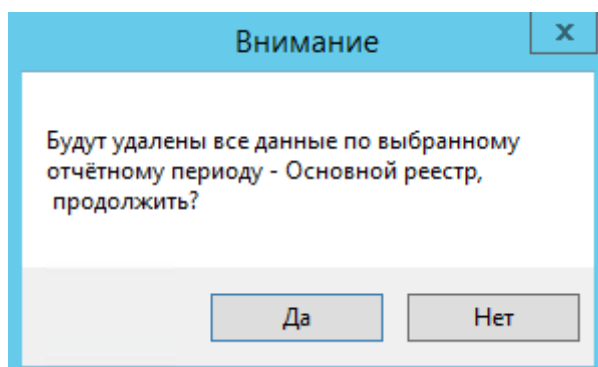 Внимание
x
Будут удалены все данные по выбранному
отчётному периоду - Основной реестр,
продолжить?
Да Нет